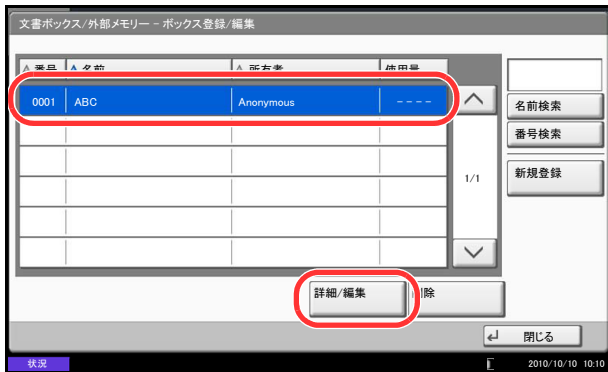 文書ボックス/外部メモリー - ボックス登録/編集
番号 名前 所有者 使用量
0001 ABC Anonymous ----
名前検索
番号検索
1/1
新規登録
詳細/編集 削除
閉じる
状況 2010/10/10 10:10